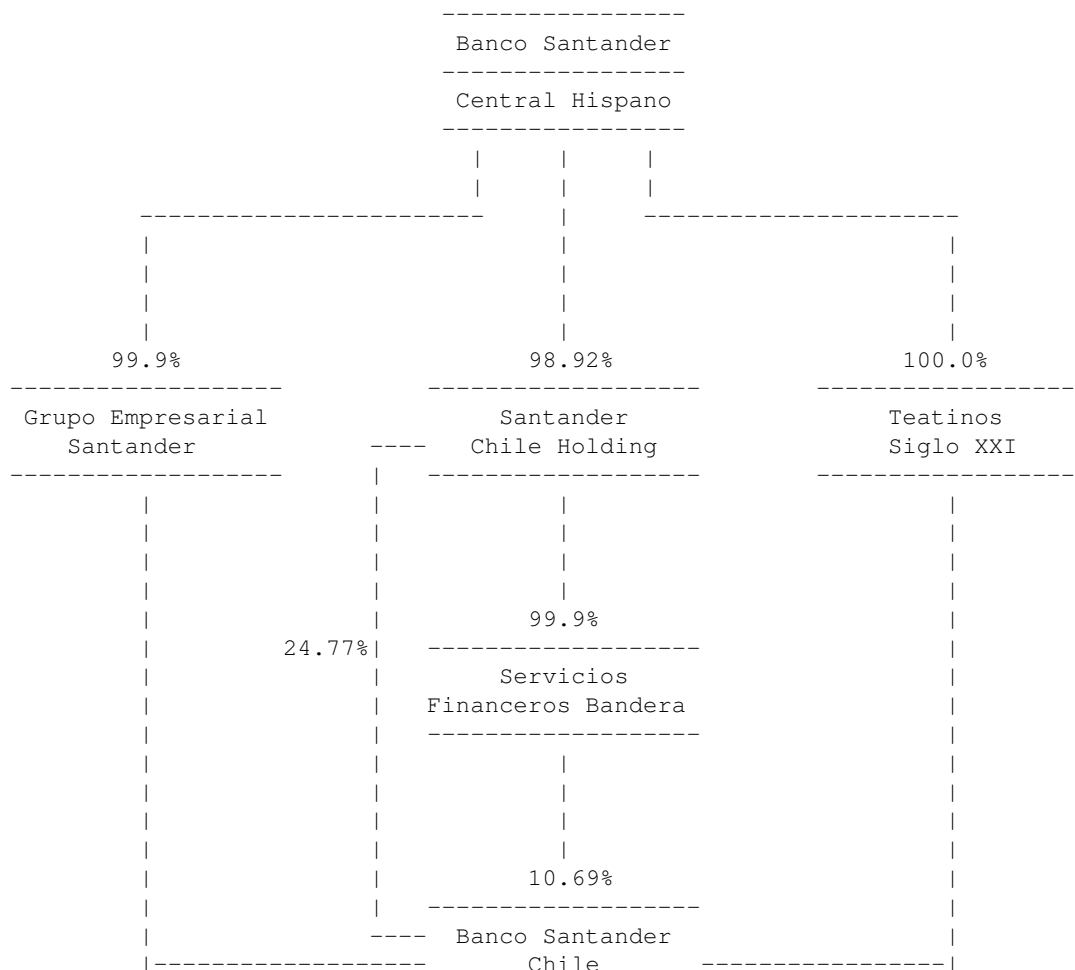 Banco Santander
Central Hispano
99.9% 98.92% 100.0%
Grupo Empresarial Santander Teatinos
Santander Chile Holding Siglo XXI
99.9%
24.77%
Servicios
Financeros Bandera
10.69%
Banco Santander
Chile